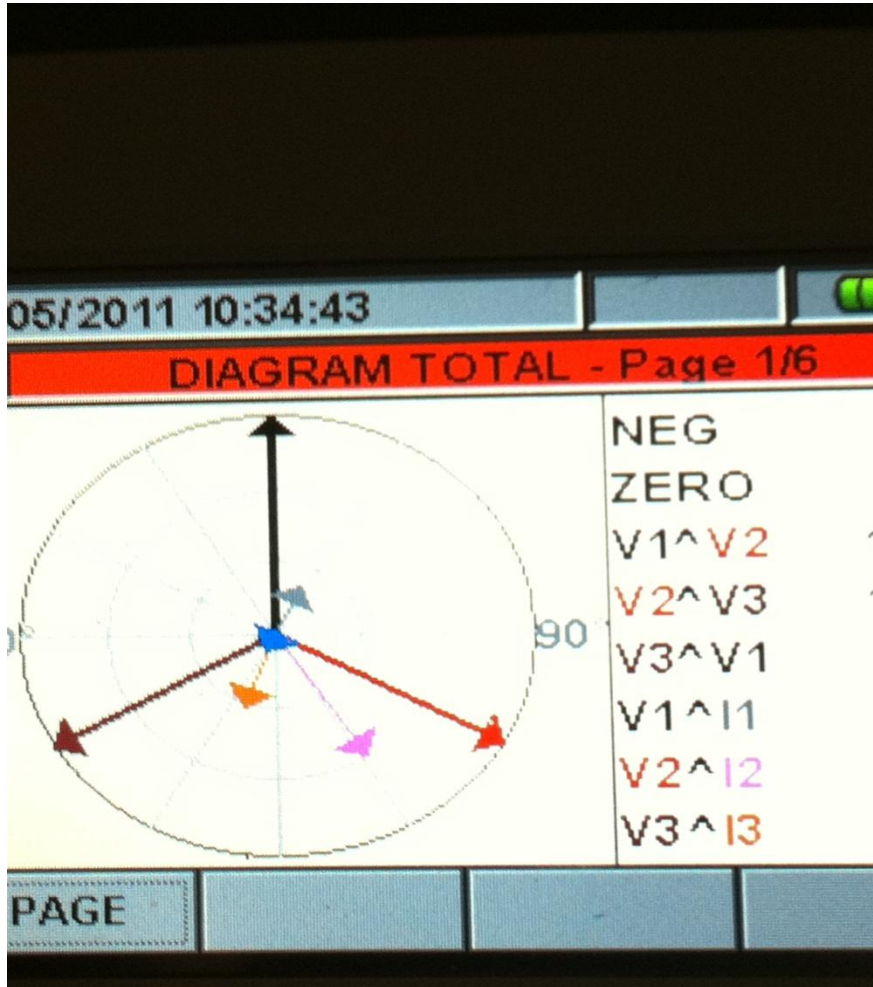 05/2011 10:34:43
DIAGRAM TOTAL - Page 1/6
NEG
ZERO
V1^V2
V2^V3
90°
V3^V1
V1^I1
V2^I2
V3^I3
PAGE